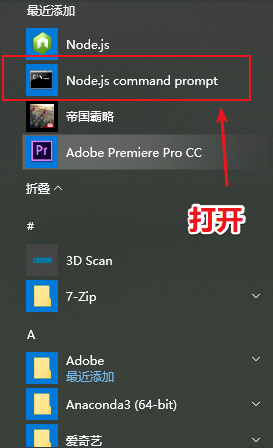 最近添加
Node.js
Node.js command prompt
帝国霸略
Adobe Premiere Pro CC
折叠
打开
#
3D Scan
7-Zip
A
Adobe
最近添加
Anaconda3 (64-bit)
爱奇艺